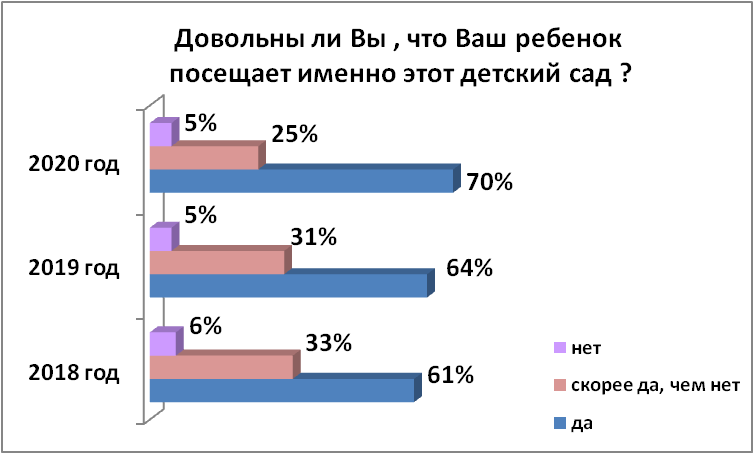 Довольны ли Вы , что Ваш ребенок
посещает именно этот детский сад ?
5%
25%
2020 год
70%
5%
31%
2019 год
64%
6%
33%
2018 год
61%
нет
скорее да, чем нет
да